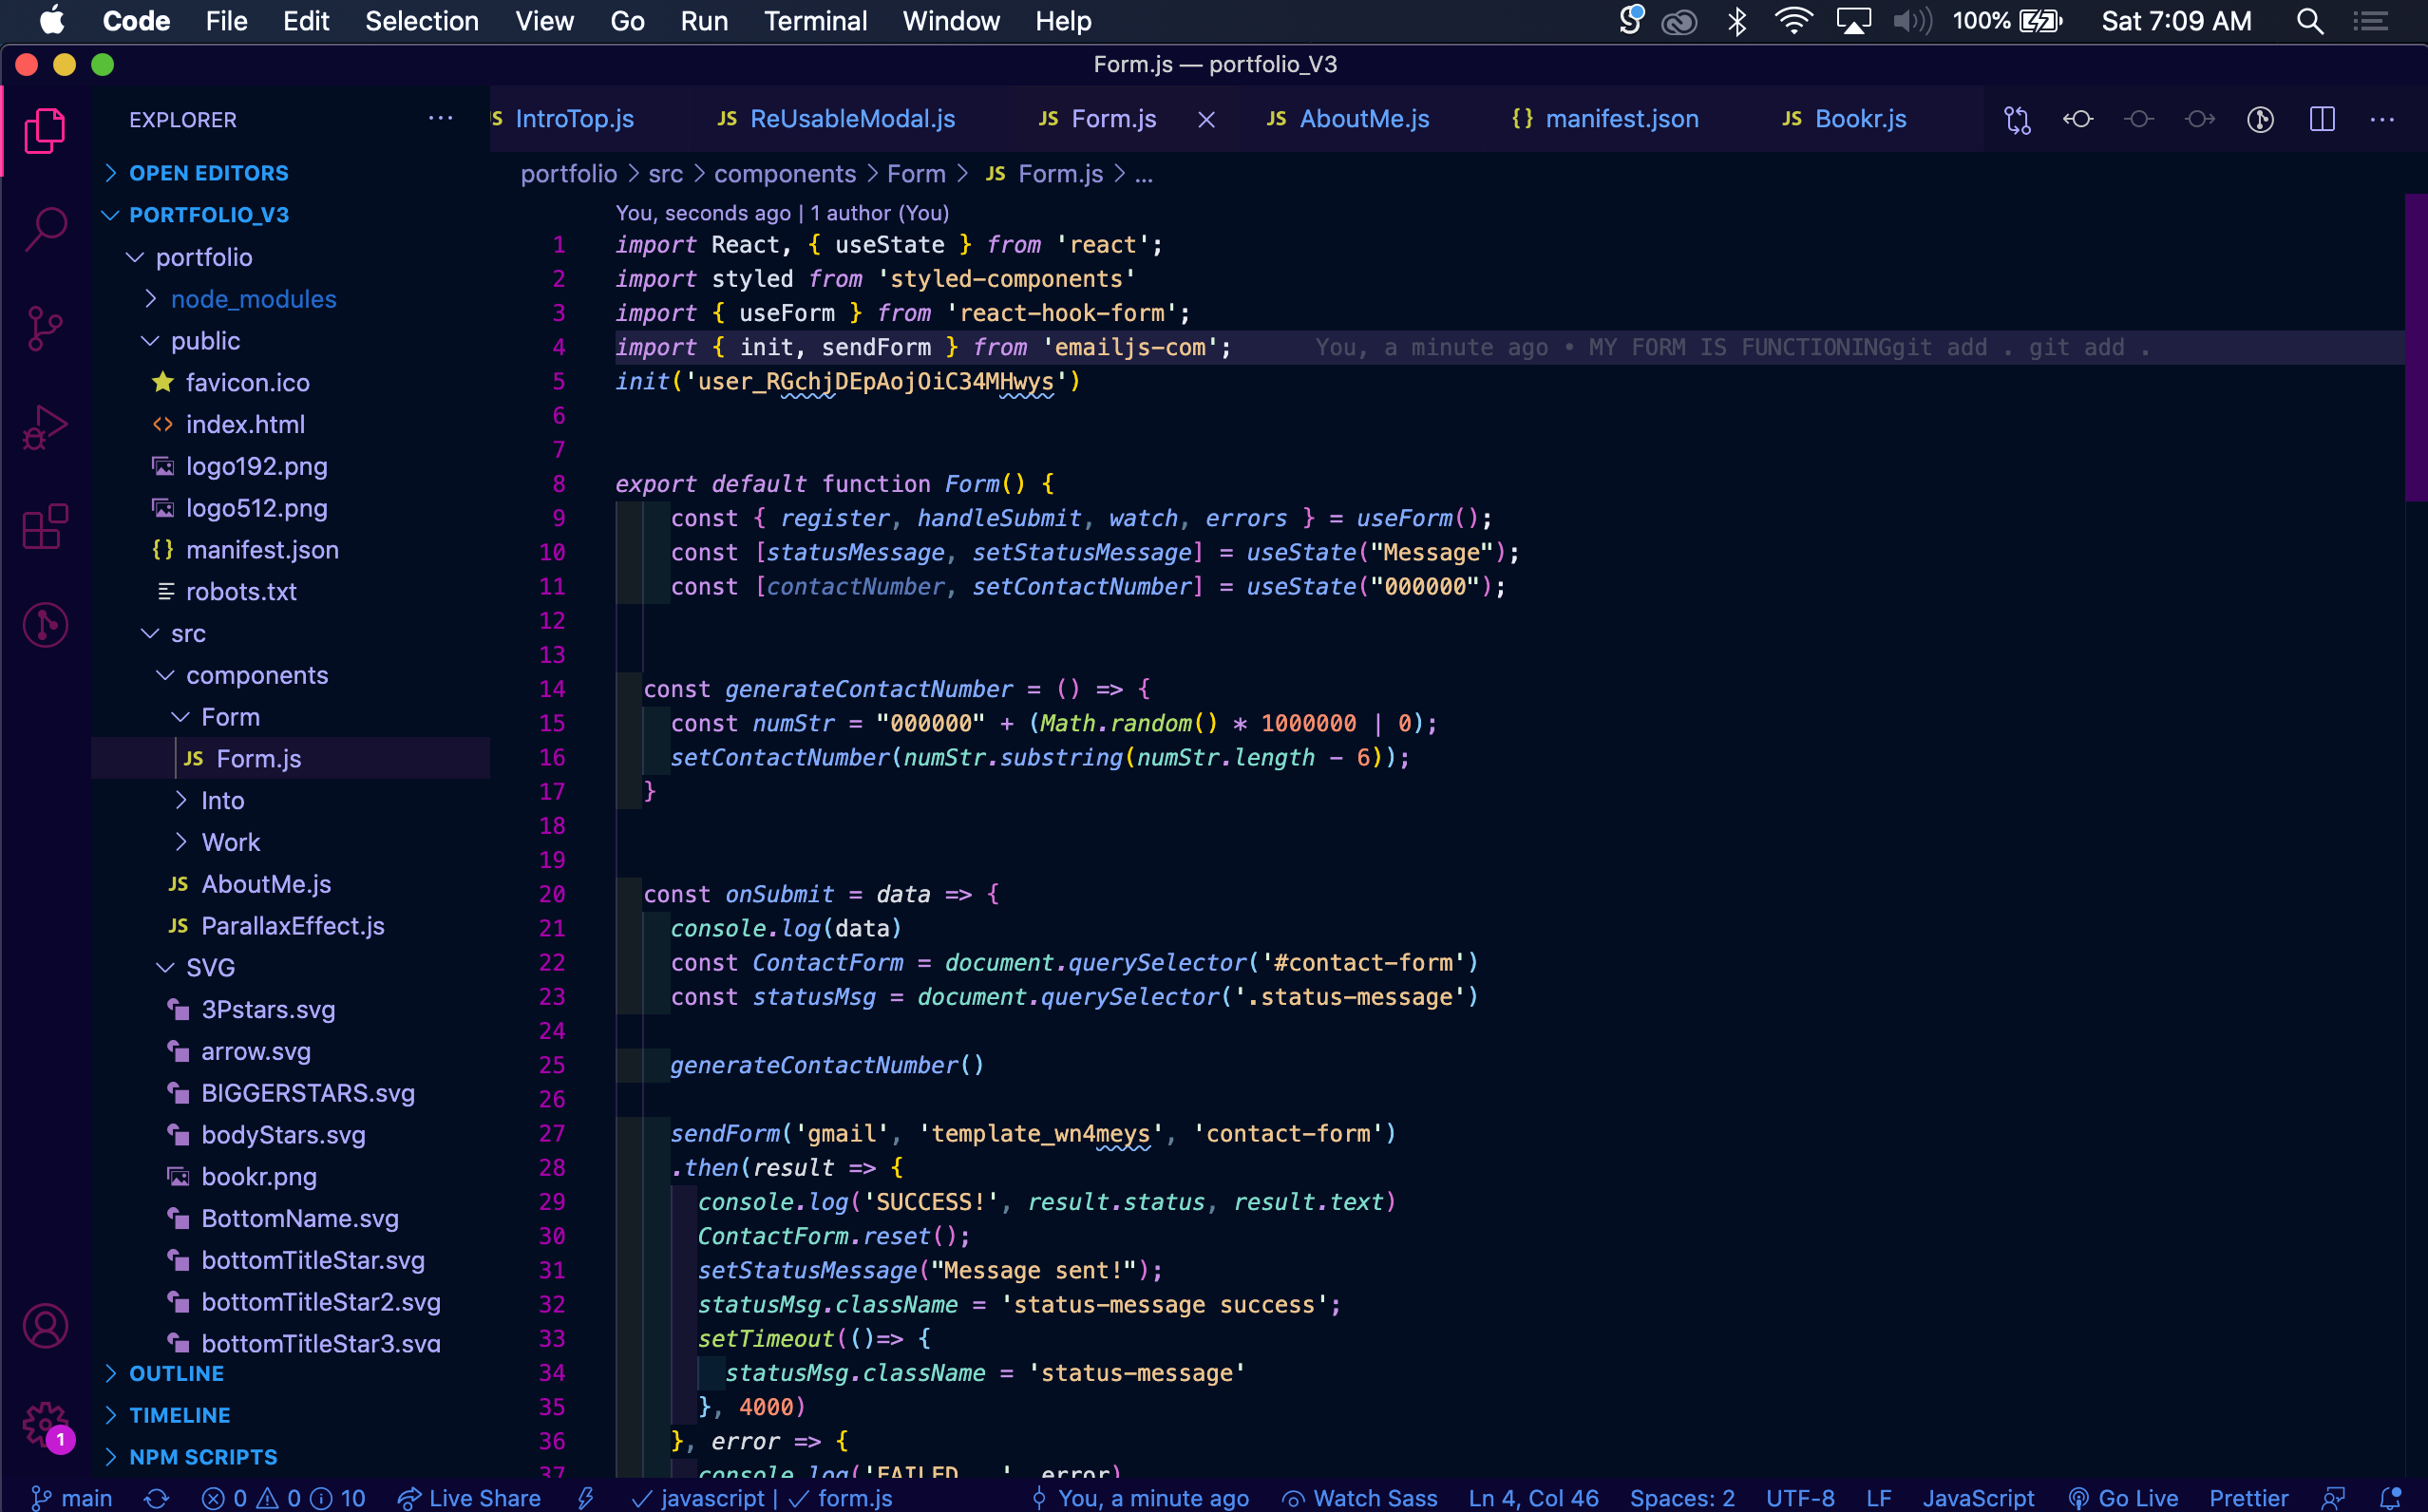 Code File Edit Selection View Go Run Terminal Window Help 100% Sat 7:09 AM
Form.js — portfolio_V3
EXPLORER
OPEN EDITORS
PORTFOLIO_V3
portfolio
node_modules
public
favicon.ico
index.html
logo192.png
logo512.png
manifest.json
robots.txt
src
components
Form
JS Form.js
Into
Work
JS AboutMe.js
JS ParallaxEffect.js
SVG
3Pstars.svg
arrow.svg
BIGGERSTARS.svg
bodyStars.svg
bookr.png
BottomName.svg
bottomTitleStar.svg
bottomTitleStar2.svg
bottomTitleStar3.svg
OUTLINE
TIMELINE
NPM SCRIPTS
1
JS IntroTop.js JS ReUsableModal.js JS Form.js JS AboutMe.js {} manifest.json JS Bookr.js
portfolio > src > components > Form > JS Form.js > ...
You, seconds ago | 1 author (You)
1 import React, { useState } from 'react';
2 import styled from 'styled-components'
3 import { useForm } from 'react-hook-form';
4 import { init, sendForm } from 'emailjs-com'; You, a minute ago • MY FORM IS FUNCTIONINGgit add . git add .
5 init('user_RGchjDEpAojOiC34MHwys')
6
7
8 export default function Form() {
9 const { register, handleSubmit, watch, errors } = useForm();
10 const [statusMessage, setStatusMessage] = useState("Message");
11 const [contactNumber, setContactNumber] = useState("000000");
12
13
14 const generateContactNumber = () => {
15 const numStr = "000000" + (Math.random() * 1000000 | 0);
16 setContactNumber(numStr.substring(numStr.length - 6));
17 }
18
19
20 const onSubmit = data => {
21 console.log(data)
22 const ContactForm = document.querySelector('#contact-form')
23 const statusMsg = document.querySelector('.status-message')
24
25 generateContactNumber()
26
27 sendForm('gmail', 'template_wn4meys', 'contact-form')
28 .then(result => {
29 console.log('SUCCESS!', result.status, result.text)
30 ContactForm.reset();
31 setStatusMessage("Message sent!");
32 statusMsg.className = 'status-message success';
33 setTimeout(()=> {
34 statusMsg.className = 'status-message'
35 }, 4000)
36 }, error => {
37 console.log('FAILED...', error)
main 0 0 10 Live Share javascript | form.js You, a minute ago Watch Sass Ln 4, Col 46 Spaces: 2 UTF-8 LF JavaScript Go Live Prettier